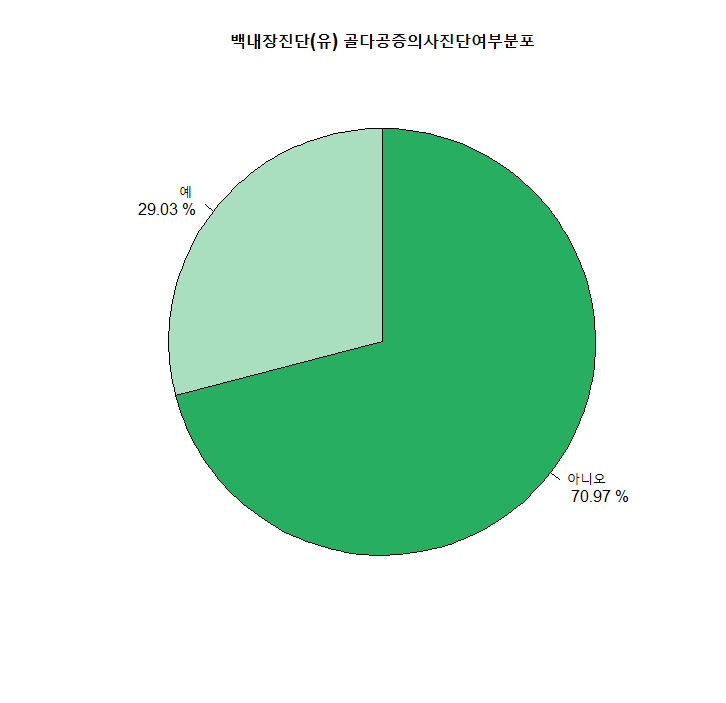 백내장진단(유) 골다공증의사진단여부분포
예
29.03 %
아니오
70.97 %